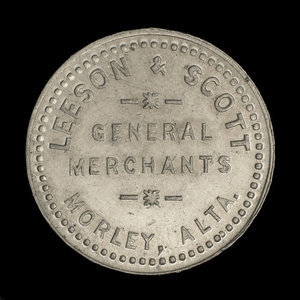 LEESON & SCOTT
GENERAL
MERCHANTS
MORLEY, ALTA.